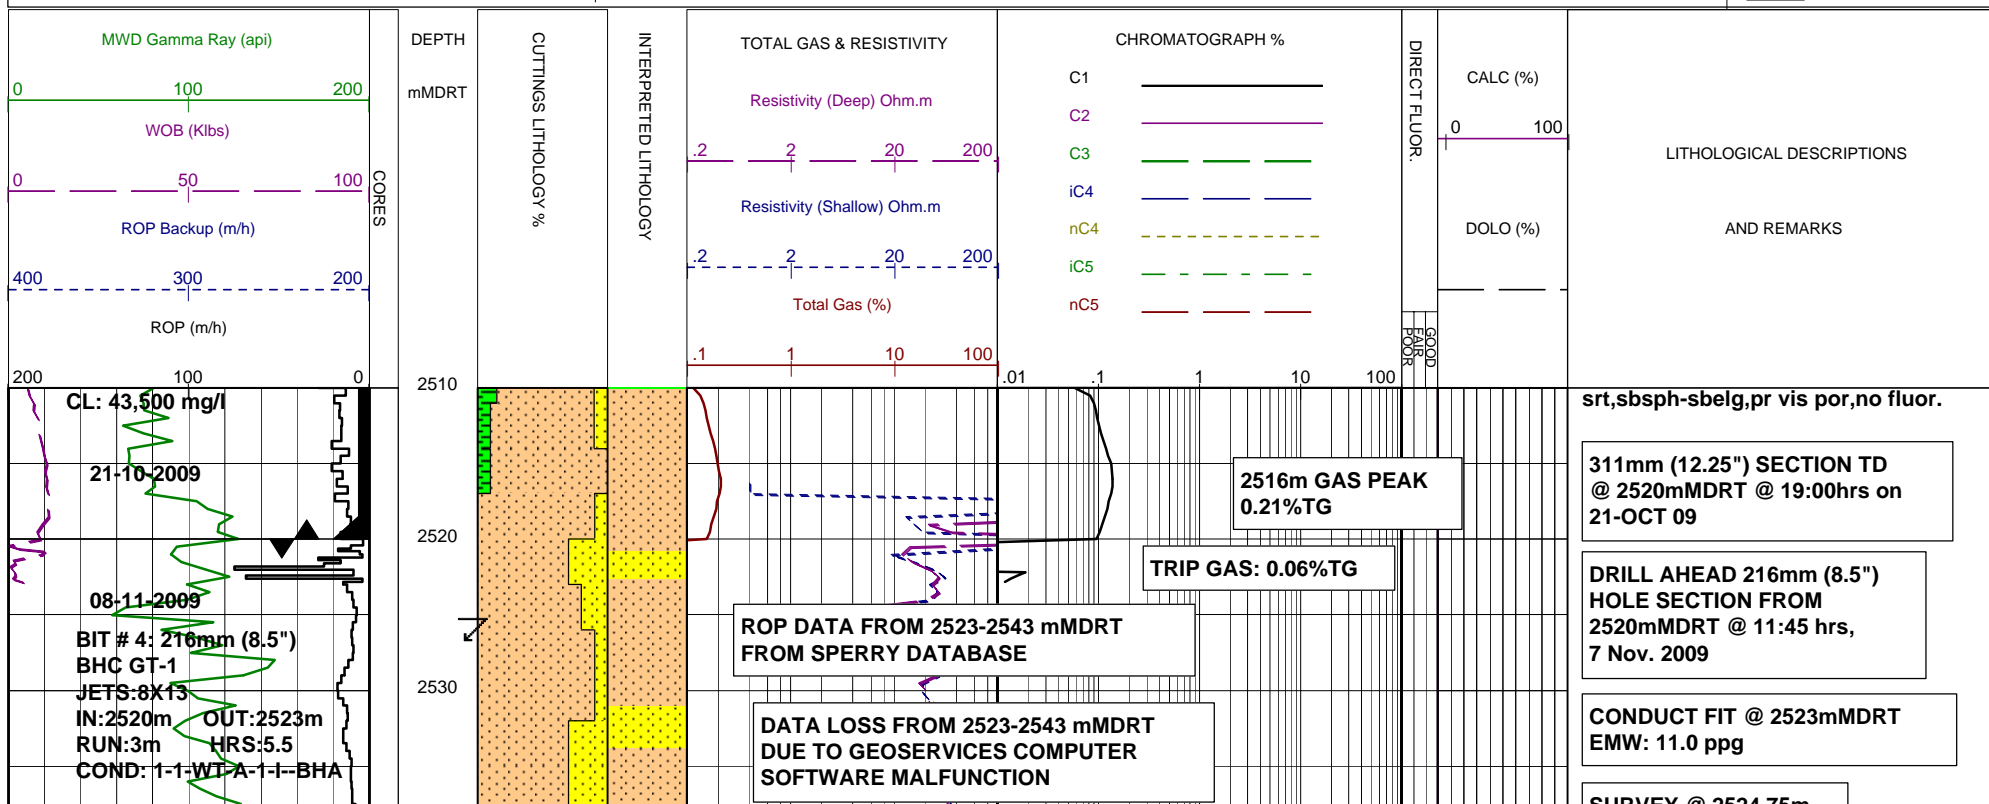 MWD Gamma Ray (api)
0 100 200
WOB (Klbs)
0 50 100
ROP Backup (m/h)
400 300 200
ROP (m/h)
200 100 0
CORES
DEPTH
mMDRT
CUTTINGS LITHOLOGY %
INTERPRETED LITHOLOGY
TOTAL GAS & RESISTIVITY
Resistivity (Deep) Ohm.m
.2 2 20 200
Resistivity (Shallow) Ohm.m
.2 2 20 200
Total Gas (%)
.1 1 10 100
CHROMATOGRAPH %
C1
C2
C3
iC4
nC4
iC5
nC5
.01 .1 1 10 100
DIRECT FLUOR.
POOR
FAIR
GOOD
CALC (%)
0 100
DOLO (%)
LITHOLOGICAL DESCRIPTIONS
AND REMARKS
2510
2520
2530
CL: 43,500 mg/l
21-10-2009
08-11-2009
BIT # 4: 216mm (8.5")
BHC GT-1
JETS:8X13
IN:2520m OUT:2523m
RUN:3m HRS:5.5
COND: 1-1-WT-A-1-I--BHA
2516m GAS PEAK
0.21%TG
TRIP GAS: 0.06%TG
ROP DATA FROM 2523-2543 mMDRT
FROM SPERRY DATABASE
DATA LOSS FROM 2523-2543 mMDRT
DUE TO GEOSERVICES COMPUTER
SOFTWARE MALFUNCTION
srt,sbsph-sbelg,pr vis por,no fluor.
311mm (12.25") SECTION TD
@ 2520mMDRT @ 19:00hrs on
21-OCT 09
DRILL AHEAD 216mm (8.5")
HOLE SECTION FROM
2520mMDRT @ 11:45 hrs,
7 Nov. 2009
CONDUCT FIT @ 2523mMDRT
EMW: 11.0 ppg
SURVEY @ 2524.75m